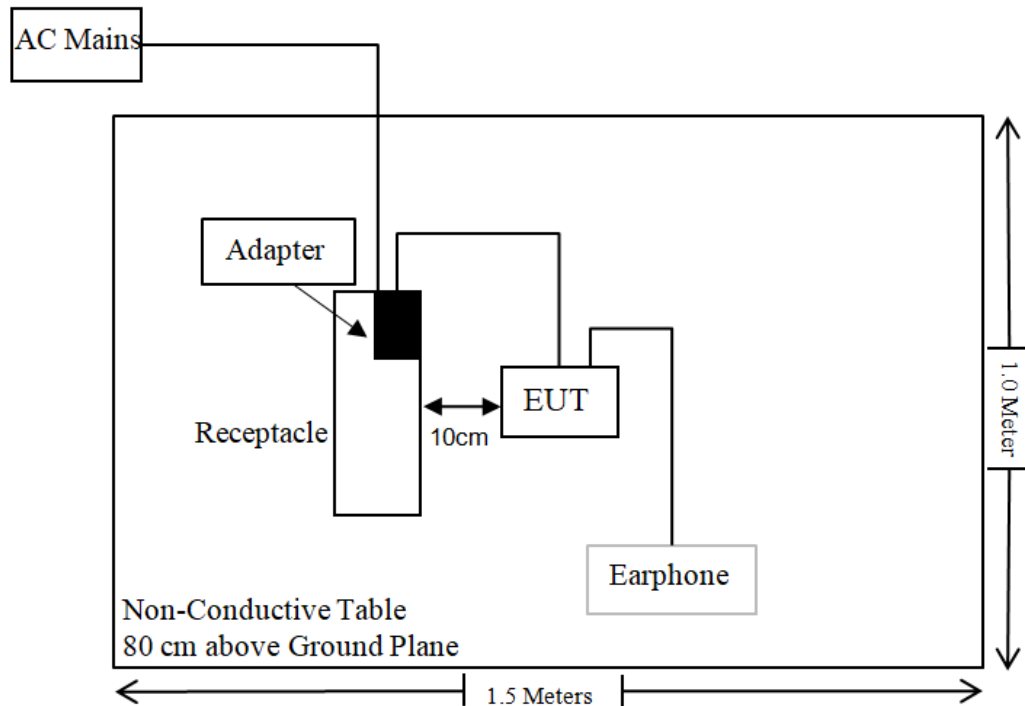 AC Mains
Adapter
EUT
Receptacle
10cm
1.0 Meter
Earphone
Non-Conductive Table
80 cm above Ground Plane
1.5 Meters